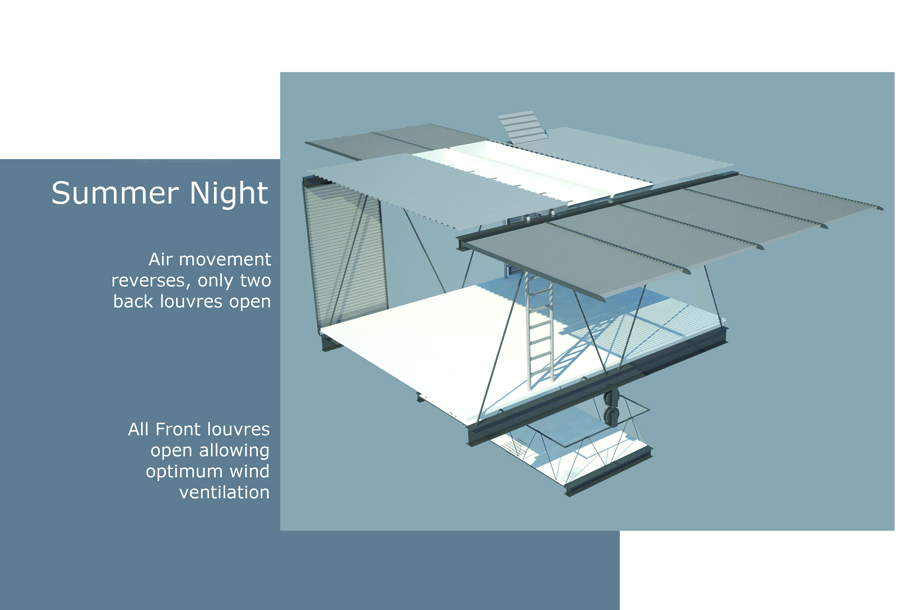 Summer Night
Air movement
reverses, only two
back louvres open
All Front louvres
open allowing
optimum wind
ventilation